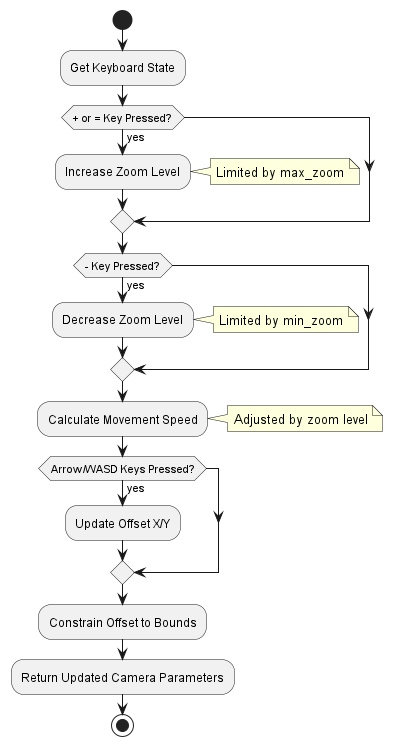 Get Keyboard State
+ or = Key Pressed?
yes
Increase Zoom Level
Limited by max_zoom
- Key Pressed?
yes
Decrease Zoom Level
Limited by min_zoom
Calculate Movement Speed
Adjusted by zoom level
Arrow/WASD Keys Pressed?
yes
Update Offset X/Y
Constrain Offset to Bounds
Return Updated Camera Parameters